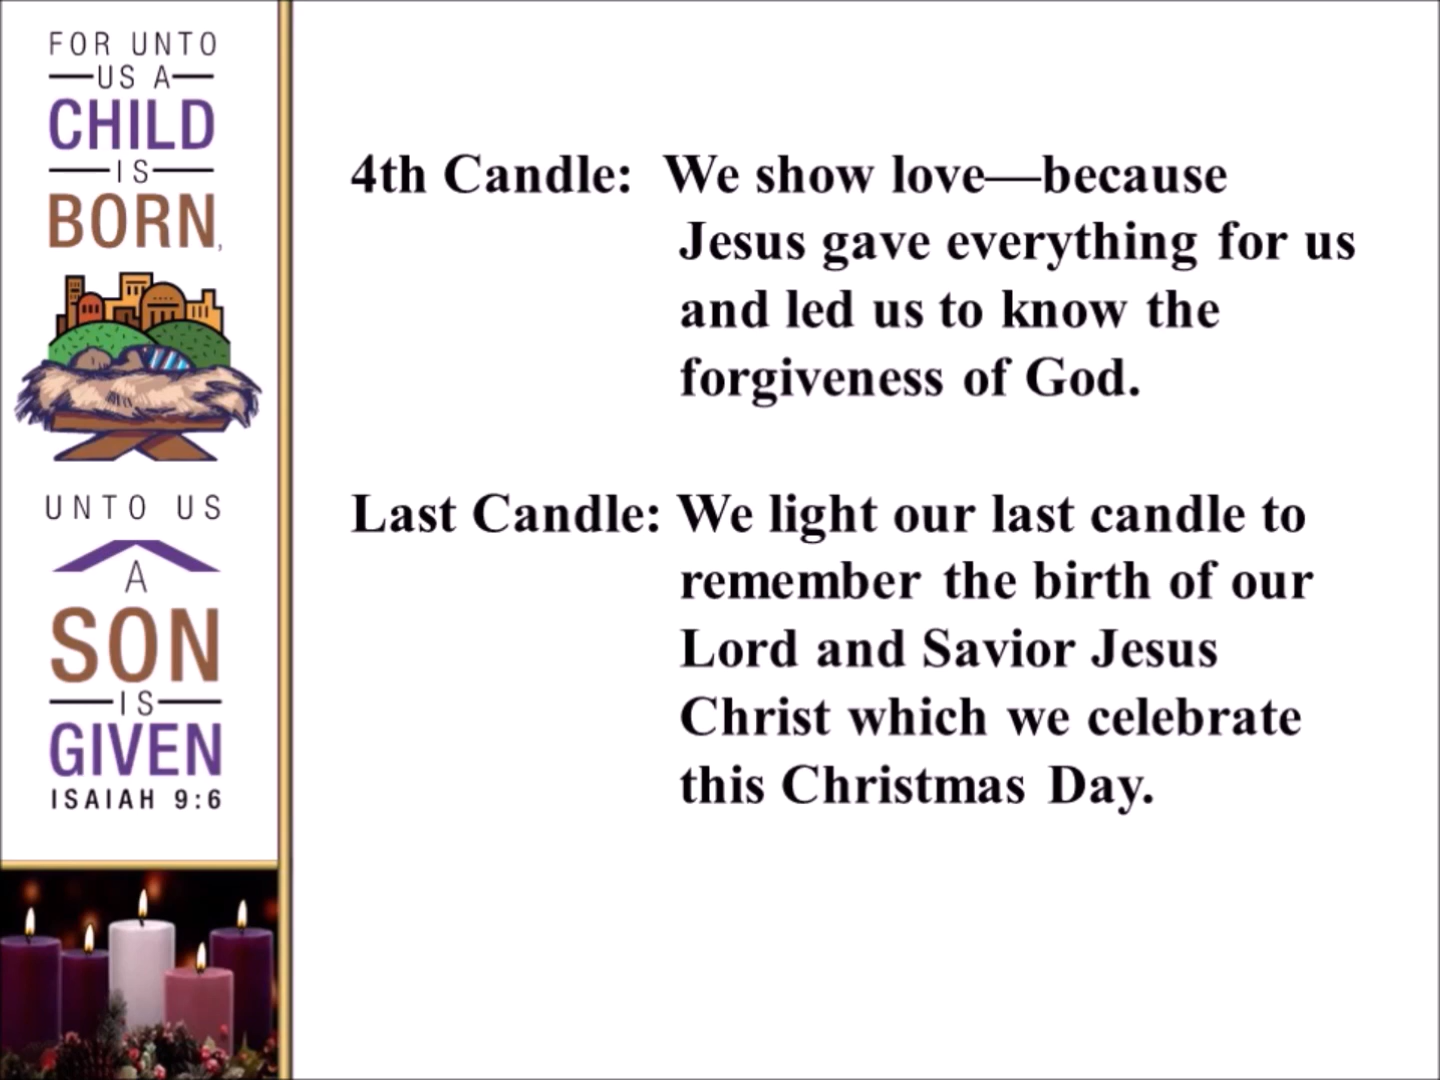 FOR UNTO
US A
CHILD
IS
BORN,
UNTO US
A
SON
IS
GIVEN
ISAIAH 9:6
4th Candle: We show love—because
Jesus gave everything for us
and led us to know the
forgiveness of God.
Last Candle: We light our last candle to
remember the birth of our
Lord and Savior Jesus
Christ which we celebrate
this Christmas Day.